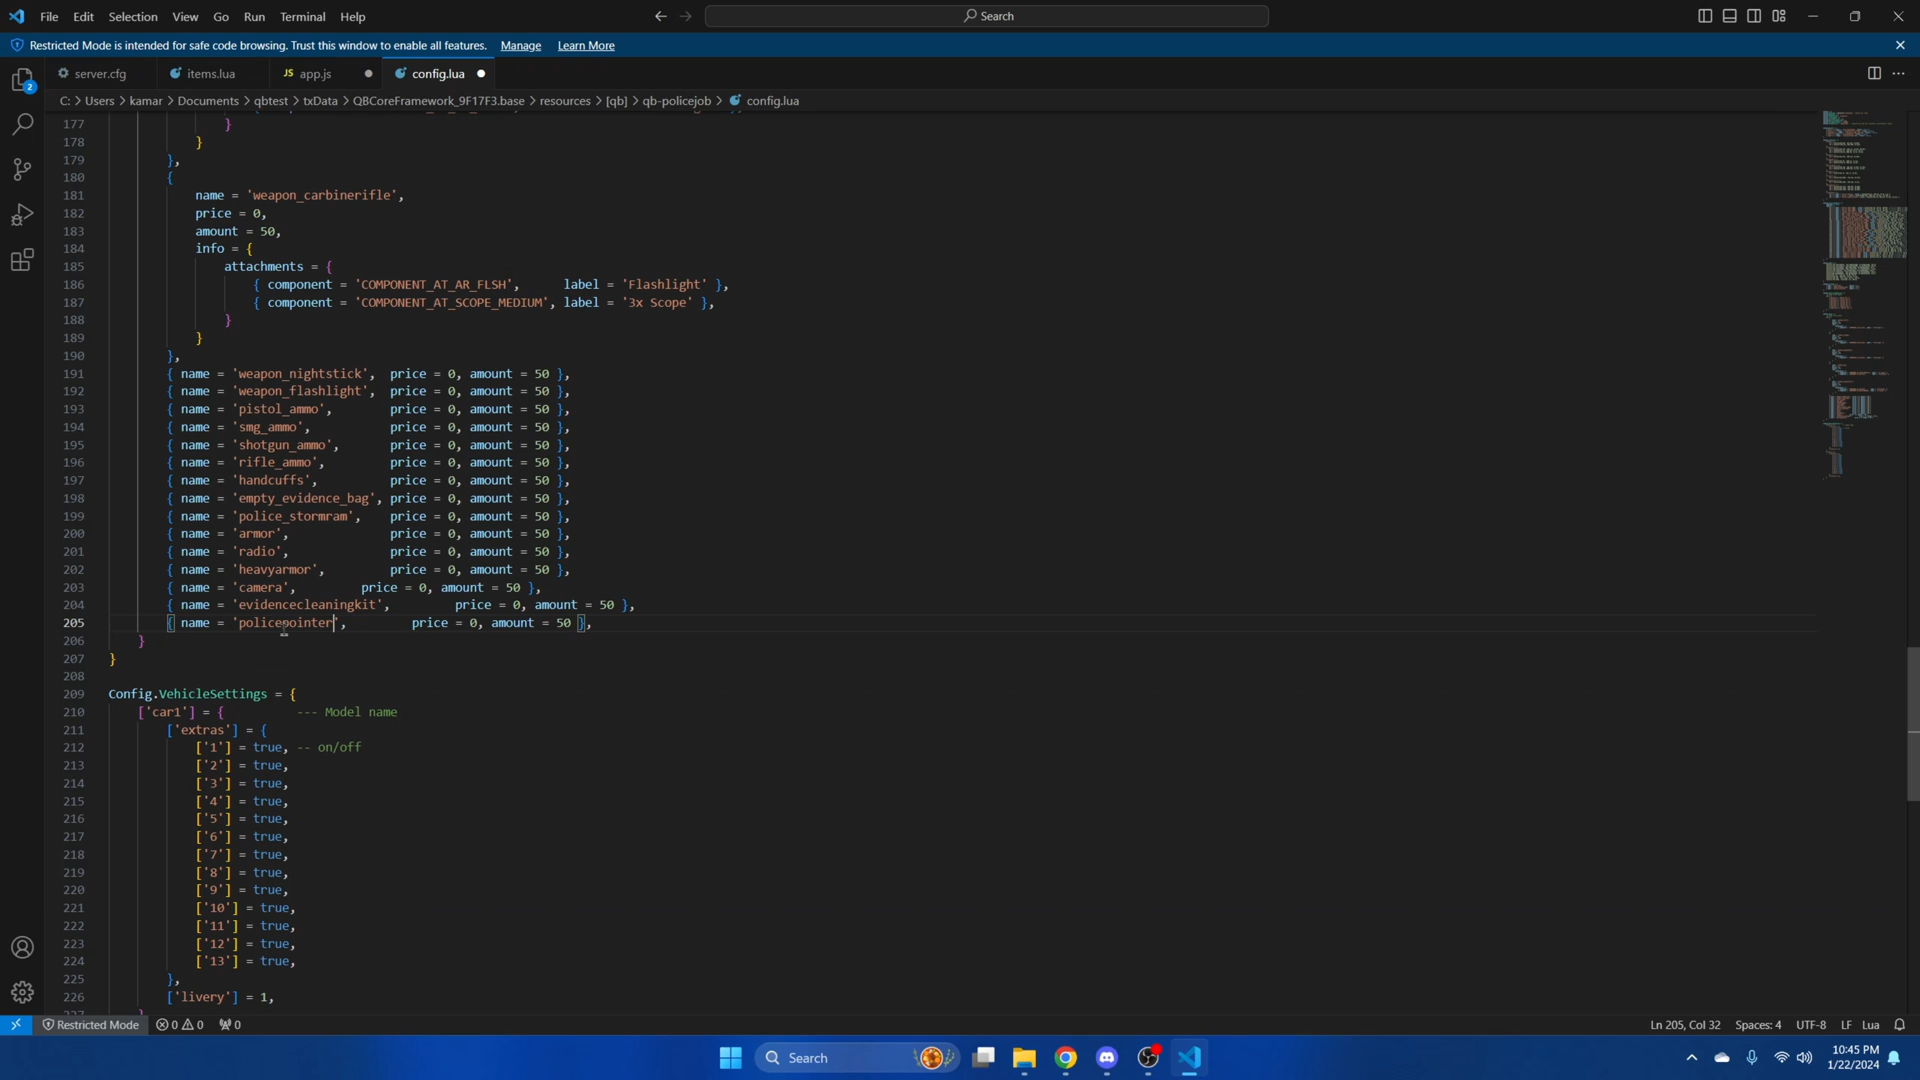 File Edit Selection View Go Run Terminal Help
Search
Restricted Mode is intended for safe code browsing. Trust this window to enable all features. Manage Learn More
server.cfg items.lua JS app.js config.lua
C: > Users > kamar > Documents > qbtest > txData > QBCoreFramework_9F17F3.base > resources > [qb] > qb-policejob > config.lua
177 }
178 }
179 },
180 {
181 name = 'weapon_carbinerifle',
182 price = 0,
183 amount = 50,
184 info = {
185 attachments = {
186 { component = 'COMPONENT_AT_AR_FLSH', label = 'Flashlight' },
187 { component = 'COMPONENT_AT_SCOPE_MEDIUM', label = '3x Scope' },
188 }
189 }
190 },
191 { name = 'weapon_nightstick', price = 0, amount = 50 },
192 { name = 'weapon_flashlight', price = 0, amount = 50 },
193 { name = 'pistol_ammo', price = 0, amount = 50 },
194 { name = 'smg_ammo', price = 0, amount = 50 },
195 { name = 'shotgun_ammo', price = 0, amount = 50 },
196 { name = 'rifle_ammo', price = 0, amount = 50 },
197 { name = 'handcuffs', price = 0, amount = 50 },
198 { name = 'empty_evidence_bag', price = 0, amount = 50 },
199 { name = 'police_stormram', price = 0, amount = 50 },
200 { name = 'armor', price = 0, amount = 50 },
201 { name = 'radio', price = 0, amount = 50 },
202 { name = 'heavyarmor', price = 0, amount = 50 },
203 { name = 'camera', price = 0, amount = 50 },
204 { name = 'evidencecleaningkit', price = 0, amount = 50 },
205 { name = 'policepointer', price = 0, amount = 50 },
206 }
207 }
208
209 Config.VehicleSettings = {
210 ['car1'] = { --- Model name
211 ['extras'] = {
212 ['1'] = true, -- on/off
213 ['2'] = true,
214 ['3'] = true,
215 ['4'] = true,
216 ['5'] = true,
217 ['6'] = true,
218 ['7'] = true,
219 ['8'] = true,
220 ['9'] = true,
221 ['10'] = true,
222 ['11'] = true,
223 ['12'] = true,
224 ['13'] = true,
225 },
226 ['livery'] = 1,
2
Restricted Mode 0 0 0 Ln 205, Col 32 Spaces: 4 UTF-8 LF Lua
Search
10:45 PM
1/22/2024